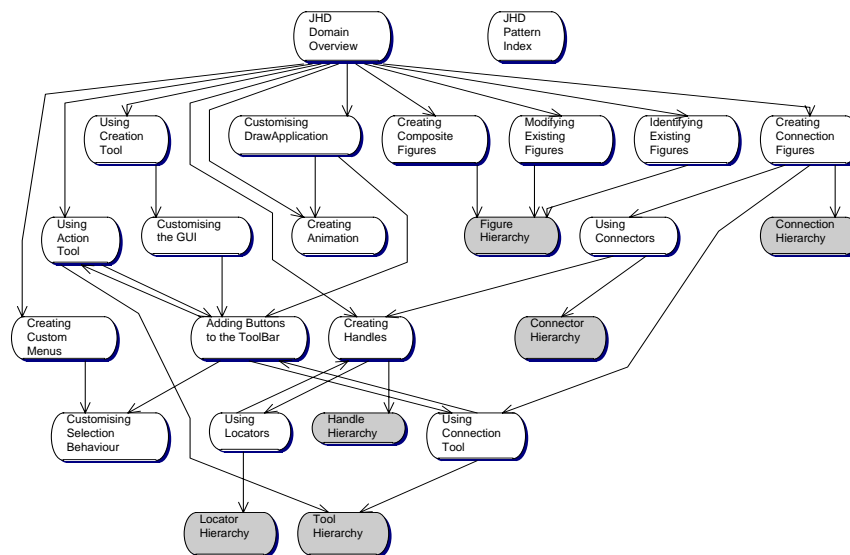 JHD
Domain
Overview
JHD
Pattern
Index
Using
Creation
Tool
Customising
DrawApplication
Creating
Composite
Figures
Modifying
Existing
Figures
Identifying
Existing
Figures
Creating
Connection
Figures
Using
Action
Tool
Customising
the GUI
Creating
Animation
Figure
Hierarchy
Using
Connectors
Connection
Hierarchy
Creating
Custom
Menus
Adding Buttons
to the ToolBar
Creating
Handles
Connector
Hierarchy
Customising
Selection
Behaviour
Using
Locators
Handle
Hierarchy
Using
Connection
Tool
Locator
Hierarchy
Tool
Hierarchy